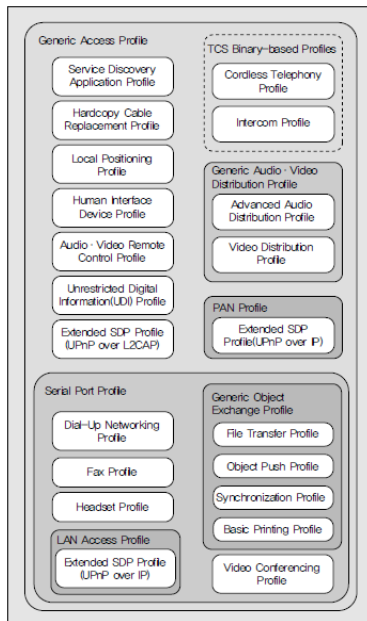 Generic Access Profile
Service Discovery
Application Profile
Hardcopy Cable
Replacement Profile
Local Positioning
Profile
Human Interface
Device Profile
Audio·Video Remote
Control Profile
Unrestricted Digital
Information(UDI) Profile
Extended SDP Profile
(UPnP over L2CAP)
TCS Binary-based Profiles
Cordless Telephony
Profile
Intercom Profile
Generic Audio·Video
Distribution Profile
Advanced Audio
Distribution Profile
Video Distribution
Profile
PAN Profile
Extended SDP
Profile(UPnP over IP)
Serial Port Profile
Dial-Up Networking
Profile
Fax Profile
Headset Profile
LAN Access Profile
Extended SDP Profile
(UPnP over IP)
Generic Object
Exchange Profile
File Transfer Profile
Object Push Profile
Synchronization Profile
Basic Printing Profile
Video Conferencing
Profile